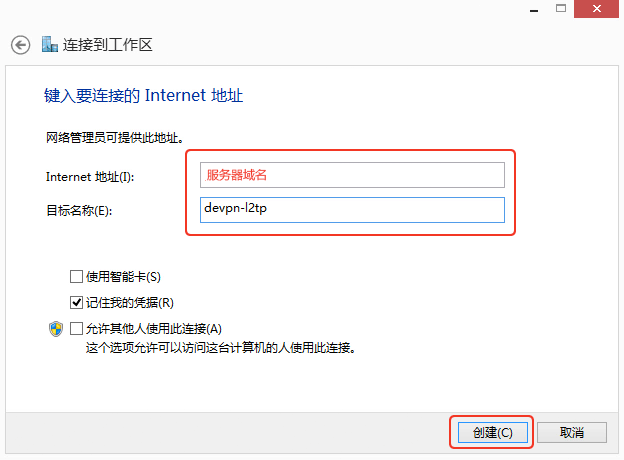 连接到工作区
键入要连接的 Internet 地址
网络管理员可提供此地址。
Internet 地址(I):
服务器域名
目标名称(E):
devpn-l2tp
使用智能卡(S)
记住我的凭据(R)
允许其他人使用此连接(A)
这个选项允许可以访问这台计算机的人使用此连接。
创建(C)
取消